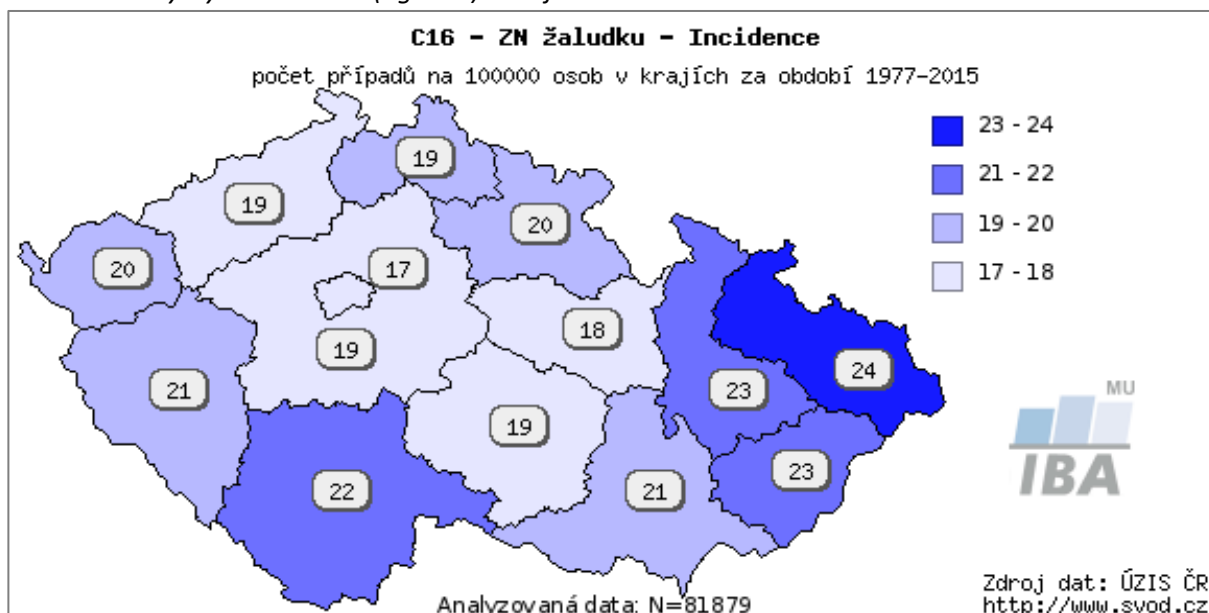 C16 - ZN žaludku - Incidence
počet případů na 100000 osob v krajích za období 1977-2015
23 - 24
21 - 22
19 - 20
17 - 18
19
19
20
17
20
18
19
21
24
23
19
23
22
21
MU
IBA
Analyzovaná data: N=81879
Zdroj dat: ÚZIS ČR
http://www.svod.cz